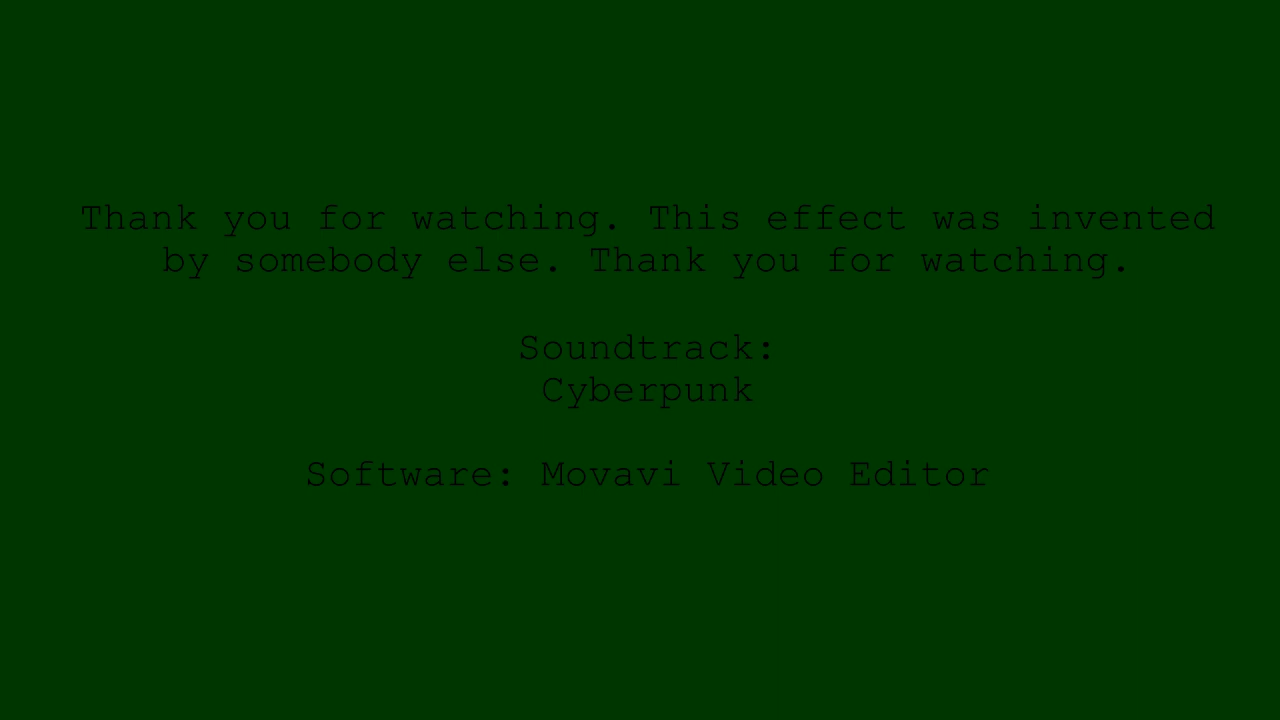 Thank you for watching. This effect was invented
by somebody else. Thank you for watching.
Soundtrack:
Cyberpunk
Software: Movavi Video Editor